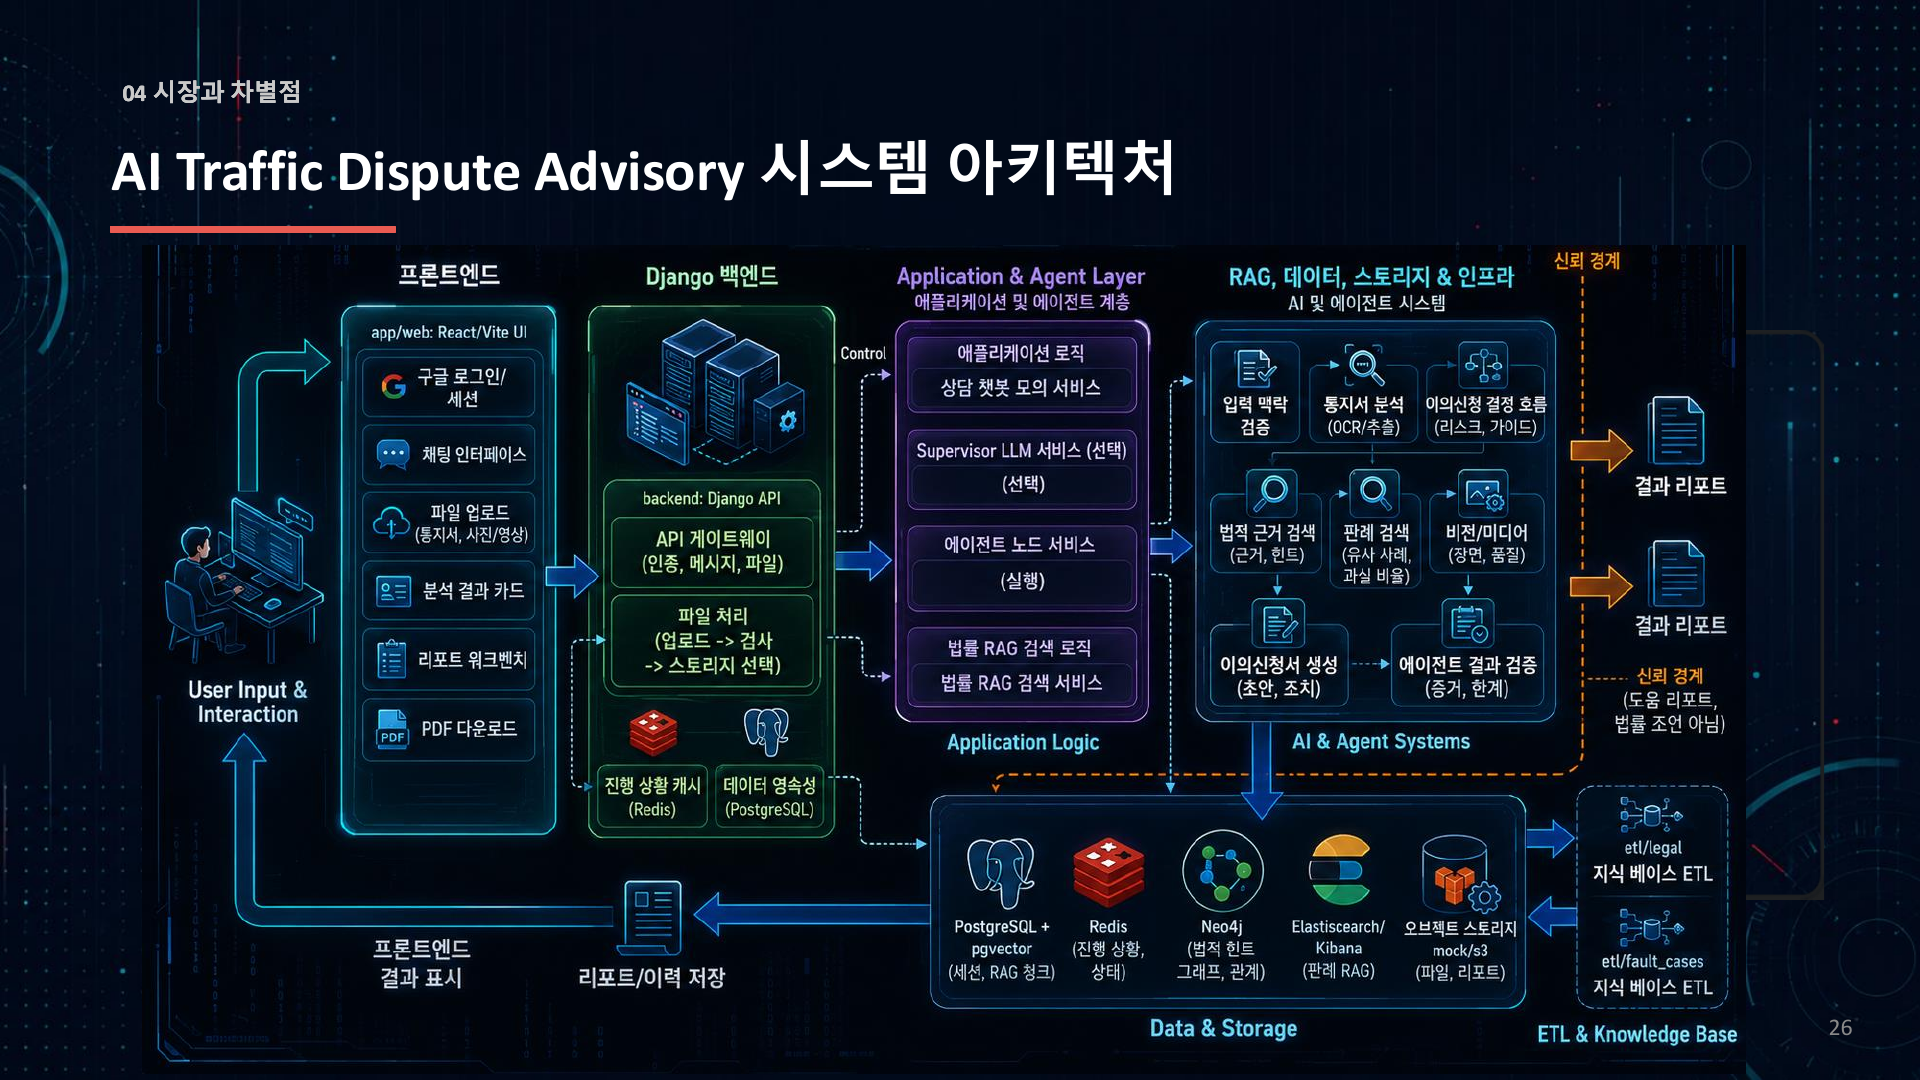 04 시장과 차별점
AI Traffic Dispute Advisory 시스템 아키텍처
프론트엔드
app/web: React/Vite UI
구글 로그인/
세션
채팅 인터페이스
파일 업로드
(통지서, 사진/영상)
분석 결과 카드
리포트 워크벤치
PDF
PDF 다운로드
User Input &
Interaction
Django 백엔드
backend: Django API
API 게이트웨이
(인종, 메시지, 파일)
파일 처리
(업로드 -> 검사
-> 스토리지 선택)
진행 상황 캐시
(Redis)
데이터 영속성
(PostgreSQL)
Control
Application & Agent Layer
애플리케이션 및 에이전트 계층
애플리케이션 로직
상담 챗봇 모의 서비스
Supervisor LLM 서비스 (선택)
(선택)
에이전트 노드 서비스
(실행)
법률 RAG 검색 로직
법률 RAG 검색 서비스
Application Logic
RAG, 데이터, 스토리지 & 인프라
AI 및 에이전트 시스템
입력 맥락
검증
통지서 분석
(OCR/추출)
이의신청 결정 흐름
(리스크, 가이드)
법적 근거 검색
(근거, 힌트)
판례 검색
(유사 사례,
과실 비율)
비전/미디어
(장면, 품질)
이의신청서 생성
(초안, 조치)
에이전트 결과 검증
(증거, 한계)
AI & Agent Systems
신뢰 경계
결과 리포트
결과 리포트
신뢰 경계
(도움 리포트,
법률 조언 아님)
PostgreSQL +
pgvector
(세션, RAG 청크)
Redis
(진행 상황,
상태)
Neo4j
(법적 힌트
그래프, 관계)
Elastiscearsh/
Kibana
(판례 RAG)
오브젝트 스토리지
mock/s3
(파일, 리포트)
Data & Storage
etl/legal
지식 베이스 ETL
etl/fault_cases
지식 베이스 ETL
ETL & Knowledge Base
리포트/이력 저장
프론트엔드
결과 표시
26